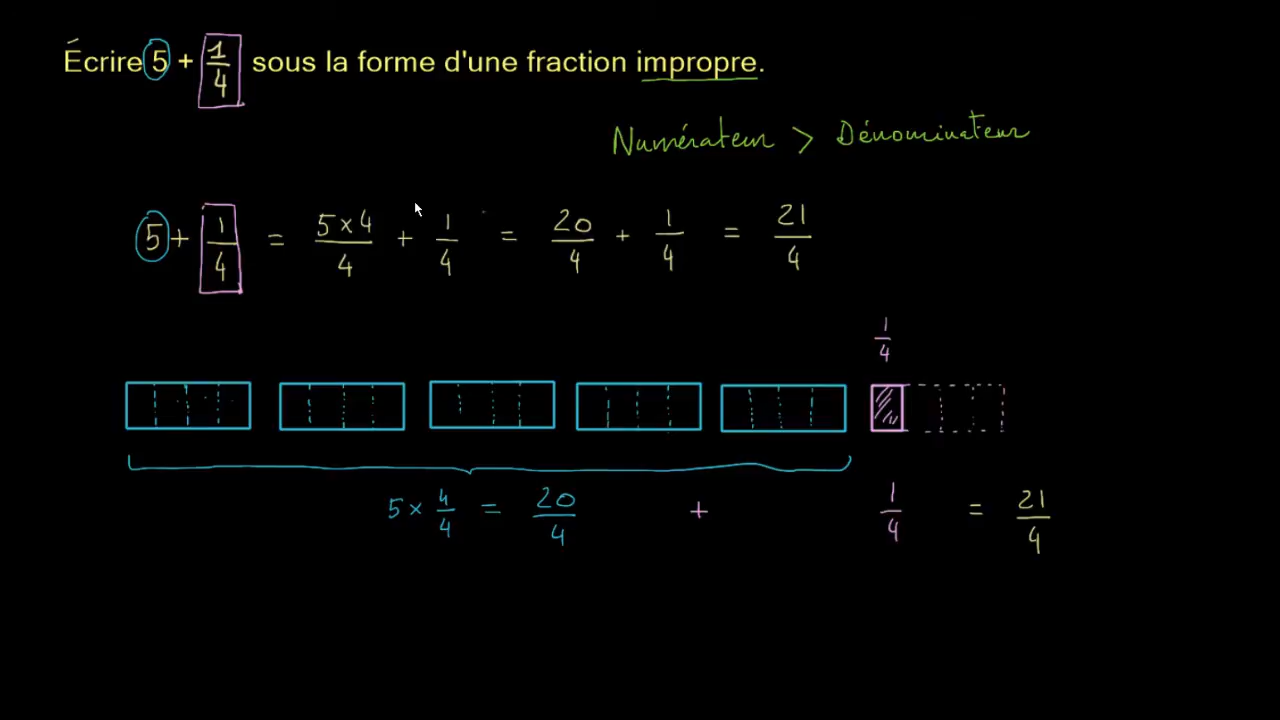 Écrire 5 + 1/4 sous la forme d'une fraction impropre.
Numérateur > Dénominateur
5 + 1/4 = 5 × 4/4 + 1/4 = 20/4 + 1/4 = 21/4
1/4
5 × 4/4 = 20/4 + 1/4 = 21/4